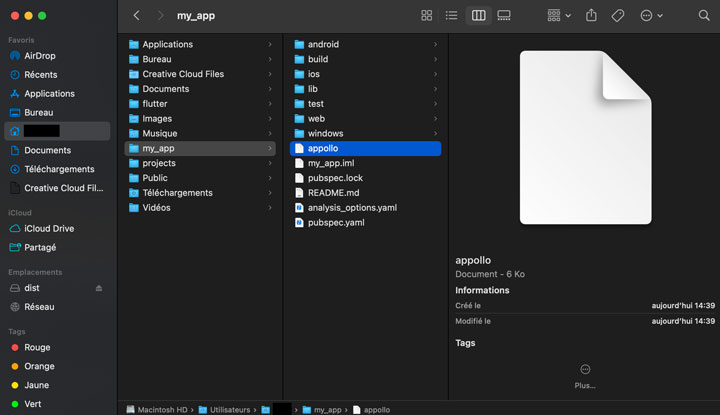 my_app
Favoris
AirDrop
Récents
Applications
Bureau
Documents
Téléchargements
Creative Cloud Fil...
iCloud
iCloud Drive
Partagé
Emplacements
dist
Réseau
Tags
Rouge
Orange
Jaune
Vert
Applications
Bureau
Creative Cloud Files
Documents
flutter
Images
Musique
my_app
projects
Public
Téléchargements
Vidéos
android
build
ios
lib
test
web
windows
appollo
my_app.iml
pubspec.lock
README.md
analysis_options.yaml
pubspec.yaml
appollo
Document - 6 Ko
Informations
Créé le aujourd'hui 14:39
Modifié le aujourd'hui 14:39
Tags
Plus...
Macintosh HD › Utilisateurs › › my_app › appollo